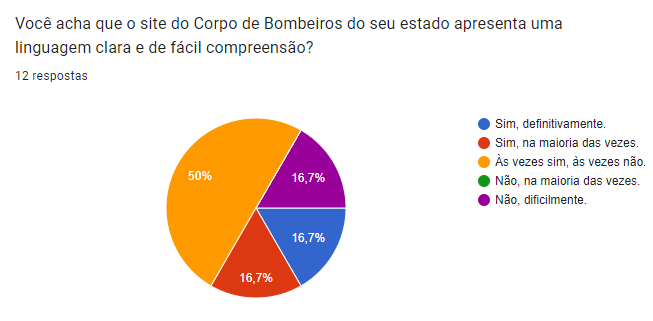 Você acha que o site do Corpo de Bombeiros do seu estado apresenta uma
linguagem clara e de fácil compreensão?
12 respostas
Sim, definitivamente.
Sim, na maioria das vezes.
Às vezes sim, às vezes não.
Não, na maioria das vezes.
Não, dificilmente.
50%
16,7%
16,7%
16,7%